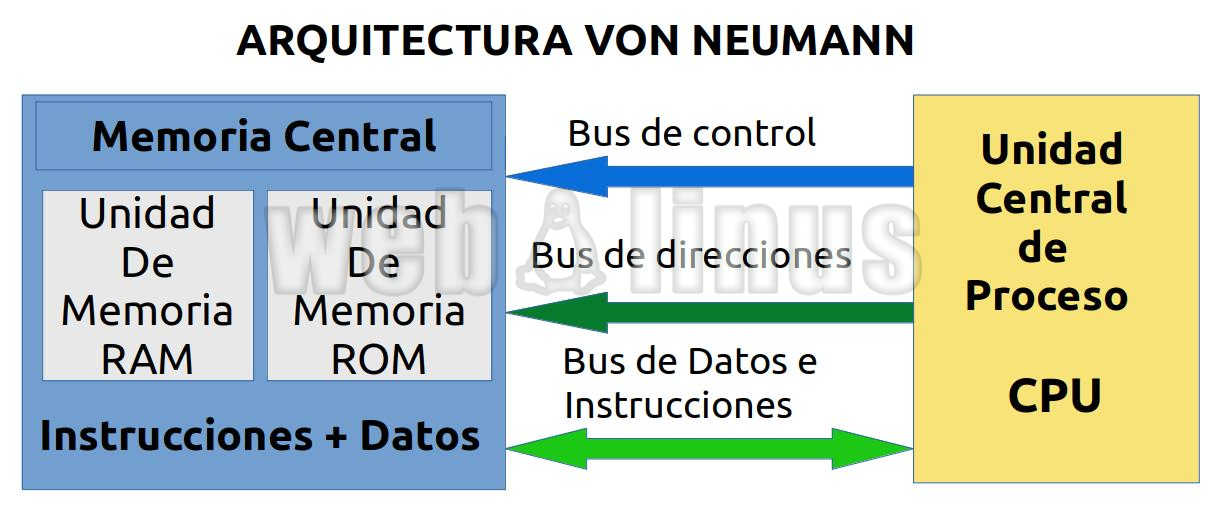 ARQUITECTURA VON NEUMANN
Memoria Central
Unidad
De
Memoria
RAM
Unidad
De
Memoria
ROM
Instrucciones + Datos
Bus de control
Bus de direcciones
Bus de Datos e
Instrucciones
Unidad
Central
de
Proceso
CPU
web linus